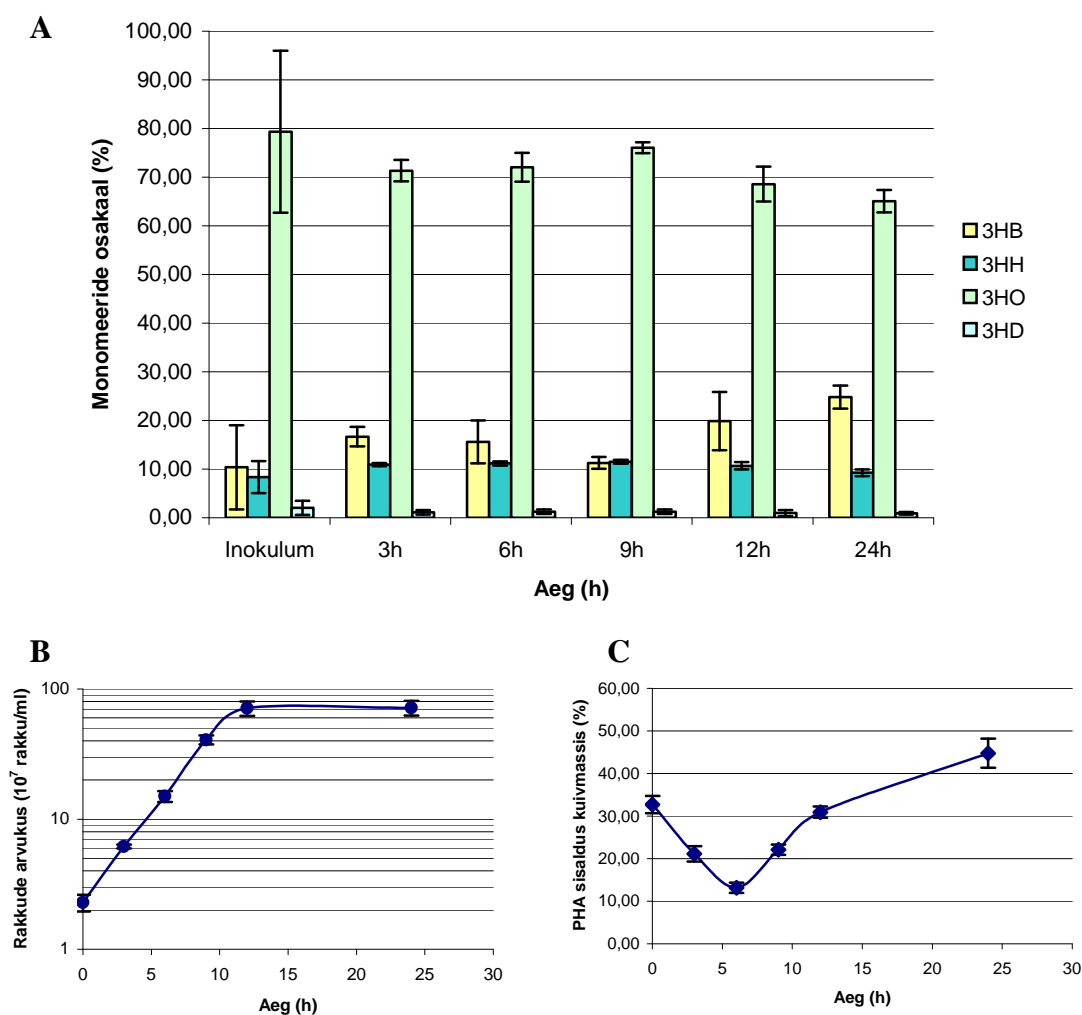 A
100,00
90,00
80,00
70,00
60,00
50,00
40,00
30,00
20,00
10,00
0,00
Monomeeride osakaal (%)
Inokulum 3h 6h 9h 12h 24h
Aeg (h)
3HB
3HH
3HO
3HD
B
100
10
1
Rakkude arvukus (10⁷ rakku/ml)
0 5 10 15 20 25 30
Aeg (h)
C
60,00
50,00
40,00
30,00
20,00
10,00
0,00
PHA sisaldus kuivmassis (%)
0 5 10 15 20 25 30
Aeg (h)